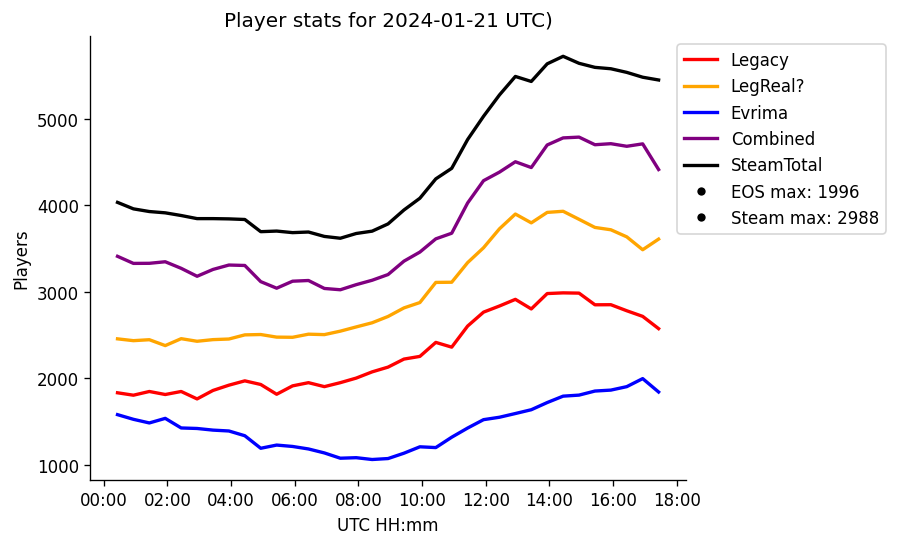 Player stats for 2024-01-21 UTC)
Legacy
LegReal?
Evrima
Combined
SteamTotal
EOS max: 1996
Steam max: 2988
Players
5000
4000
3000
2000
1000
00:00 02:00 04:00 06:00 08:00 10:00 12:00 14:00 16:00 18:00
UTC HH:mm